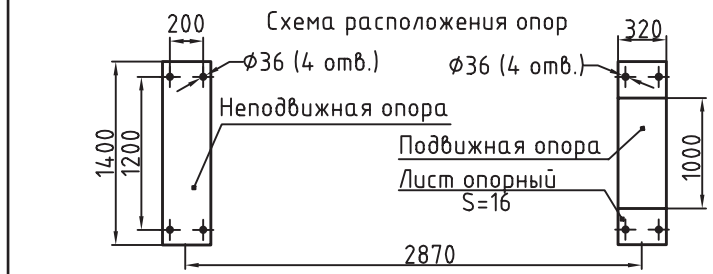 Схема расположения опор
200
320
Ø36 (4 отв.)
Ø36 (4 отв.)
Неподвижная опора
1400
1200
Подвижная опора
1000
Лист опорный
S=16
2870